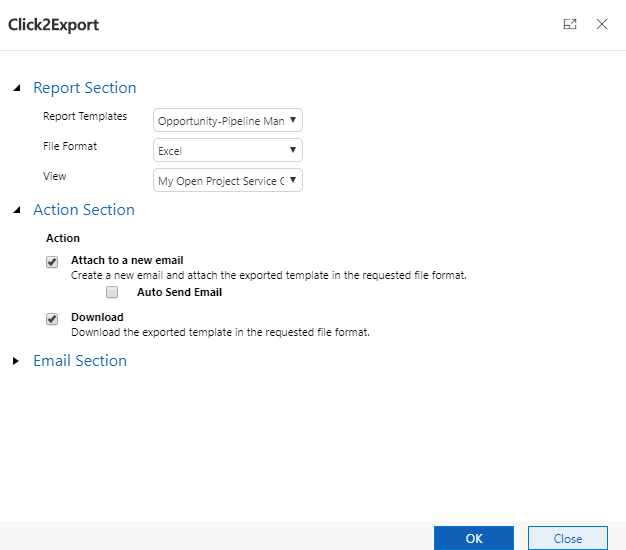 Click2Export
Report Section
Report Templates
Opportunity-Pipeline Man
File Format
Excel
View
My Open Project Service
Action Section
Action
Attach to a new email
Create a new email and attach the exported template in the requested file format.
Auto Send Email
Download
Download the exported template in the requested file format.
Email Section
OK
Close